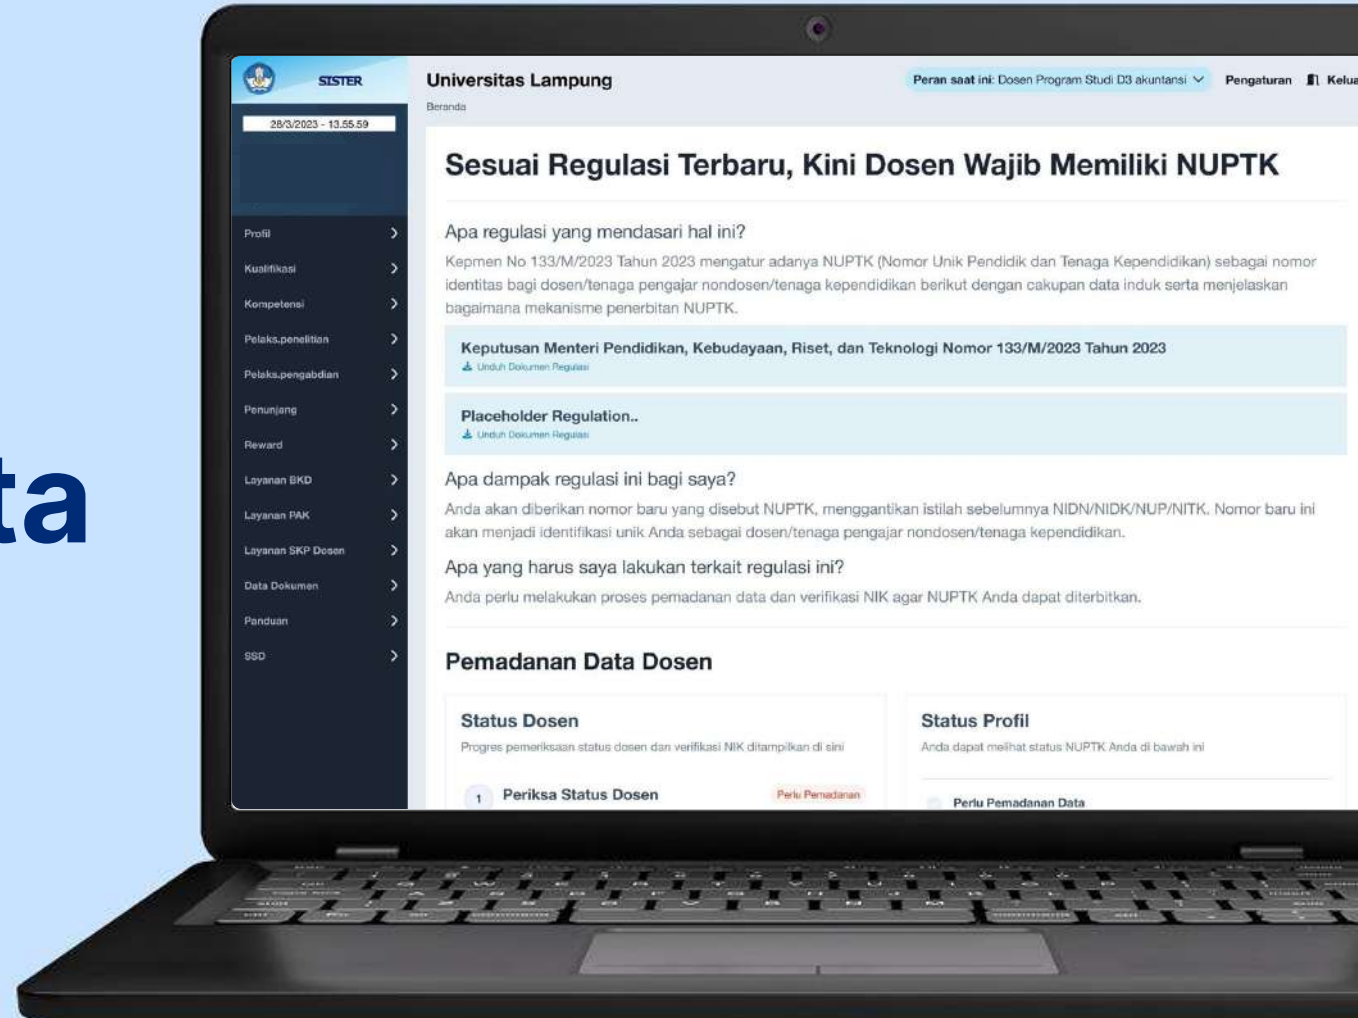 ta
SISTER
28/3/2023 - 13.55.59
Profil
Kualifikasi
Kompetensi
Pelaks.penelitian
Pelaks.pengabdian
Penunjang
Reward
Layanan BKD
Layanan PAK
Layanan SKP Dosen
Data Dokumen
Panduan
SSD
Universitas Lampung
Peran saat ini: Dosen Program Studi D3 akuntansi
Pengaturan
Kelua
Beranda
Sesuai Regulasi Terbaru, Kini Dosen Wajib Memiliki NUPTK
Apa regulasi yang mendasari hal ini?
Kepmen No 133/M/2023 Tahun 2023 mengatur adanya NUPTK (Nomor Unik Pendidik dan Tenaga Kependidikan) sebagai nomor
identitas bagi dosen/tenaga pengajar nondosen/tenaga kependidikan berikut dengan cakupan data induk serta menjelaskan
bagaimana mekanisme penerbitan NUPTK.
Keputusan Menteri Pendidikan, Kebudayaan, Riset, dan Teknologi Nomor 133/M/2023 Tahun 2023
Unduh Dokumen Regulasi
Placeholder Regulation..
Unduh Dokumen Regulasi
Apa dampak regulasi ini bagi saya?
Anda akan diberikan nomor baru yang disebut NUPTK, menggantikan istilah sebelumnya NIDN/NIDK/NUP/NITK. Nomor baru ini
akan menjadi identifikasi unik Anda sebagai dosen/tenaga pengajar nondosen/tenaga kependidikan.
Apa yang harus saya lakukan terkait regulasi ini?
Anda perlu melakukan proses pemadanan data dan verifikasi NIK agar NUPTK Anda dapat diterbitkan.
Pemadanan Data Dosen
Status Dosen
Progres pemeriksaan status dosen dan verifikasi NIK ditampilkan di sini
1 Periksa Status Dosen
Perlu Pemadanan
Status Profil
Anda dapat melihat status NUPTK Anda di bawah ini
Perlu Pemadanan Data